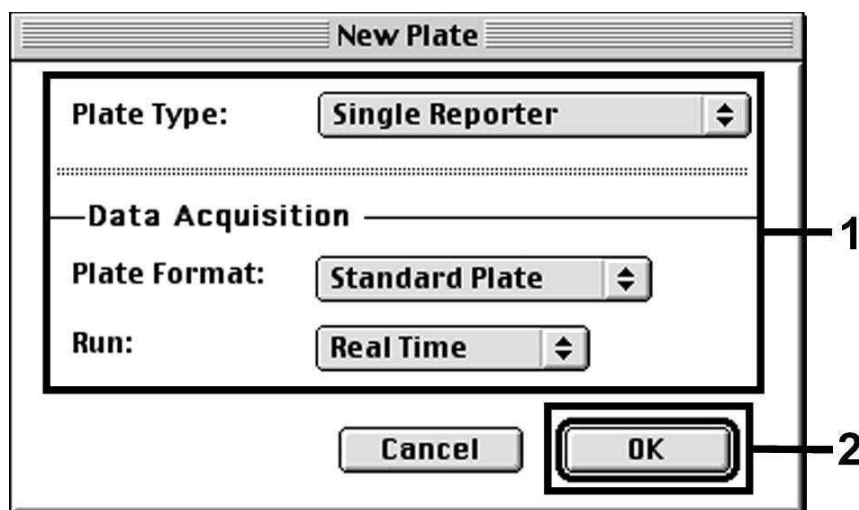 New Plate
Plate Type: Single Reporter
Data Acquisition
1
Plate Format: Standard Plate
Run: Real Time
Cancel OK
2